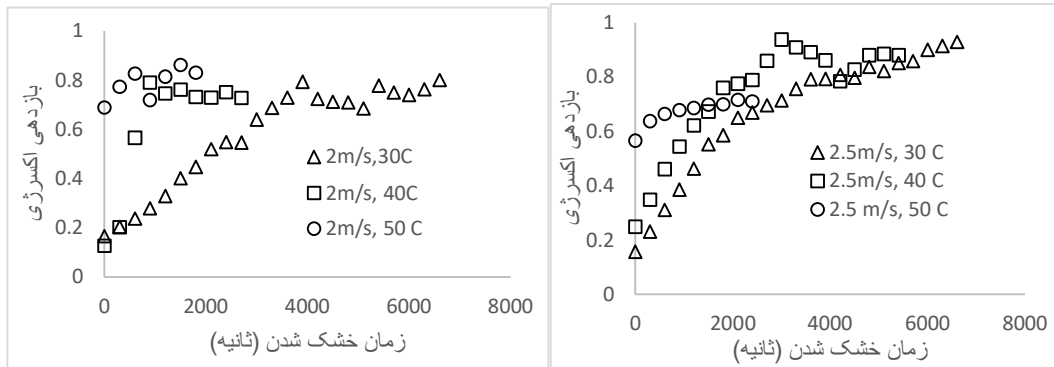 1
0.8
0.6
0.4
0.2
0
بازدهی اکسرژی
2m/s,30C
2m/s, 40C
2m/s, 50 C
0 2000 4000 6000 8000
زمان خشک شدن (ثانیه)
1
0.8
0.6
0.4
0.2
0
بازدهی اکسرژی
2.5m/s, 30 C
2.5m/s, 40 C
2.5 m/s, 50 C
0 2000 4000 6000 8000
زمان خشک شدن (ثانیه)